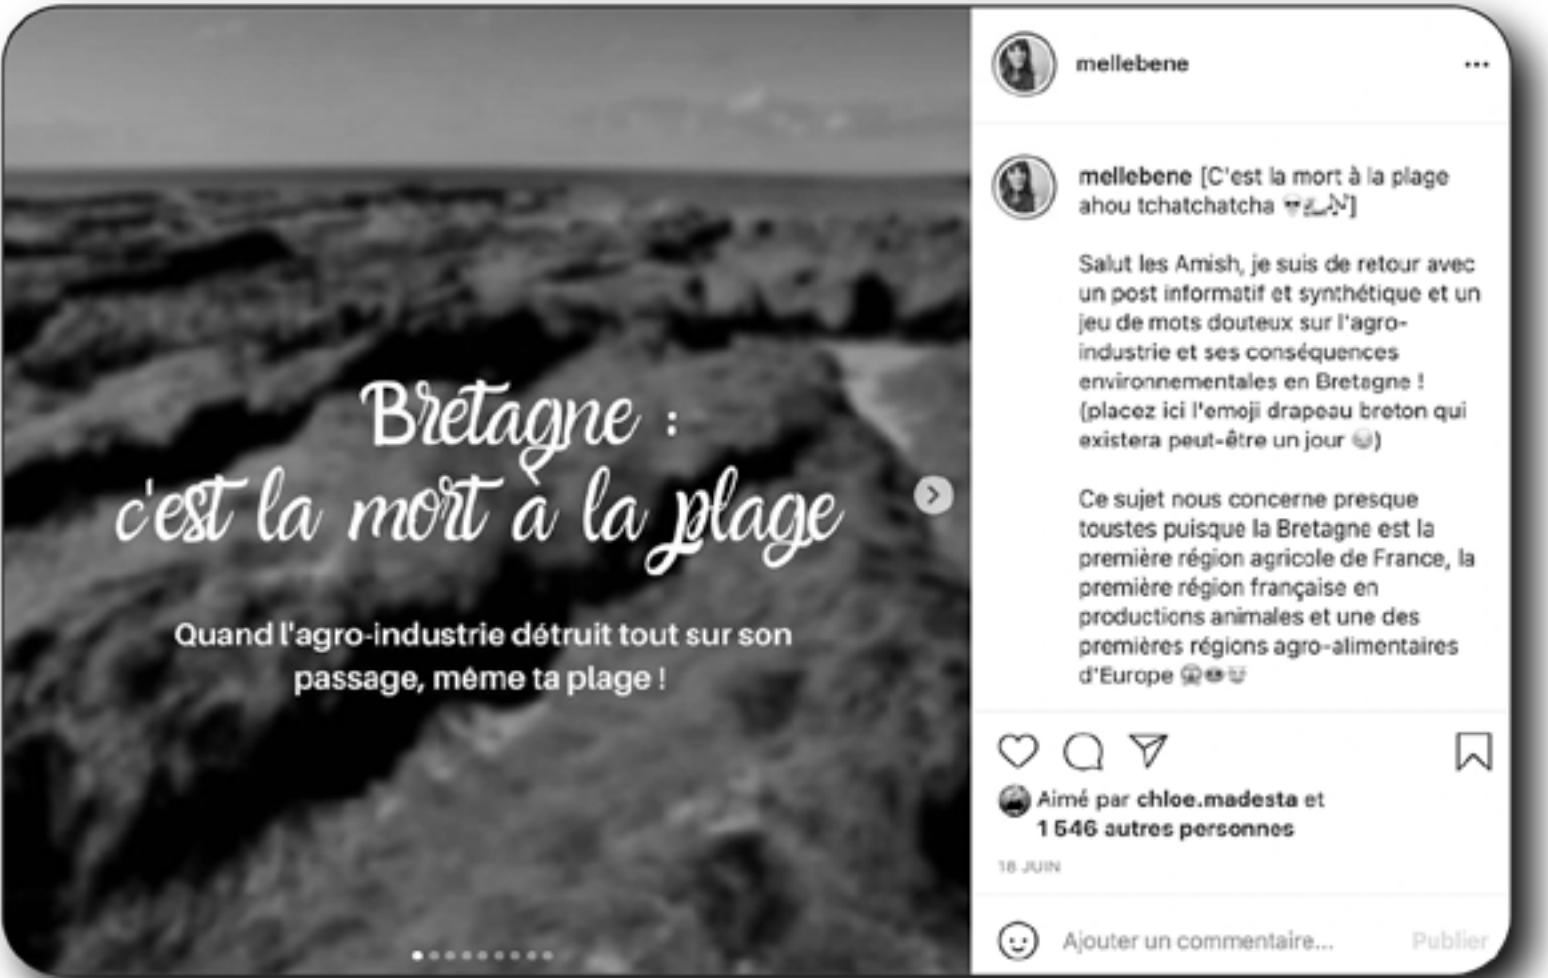 Bretagne :
c'est la mort à la plage
Quand l'agro-industrie détruit tout sur son
passage, même ta plage !
mellebene
mellebene [C'est la mort à la plage
ahou tchatchatcha 💀🌊🎶]
Salut les Amish, je suis de retour avec
un post informatif et synthétique et un
jeu de mots douteux sur l'agro-
industrie et ses conséquences
environnementales en Bretagne !
(placez ici l'emoji drapeau breton qui
existera peut-être un jour)
Ce sujet nous concerne presque
toustes puisque la Bretagne est la
première région agricole de France, la
première région française en
productions animales et une des
premières régions agro-alimentaires
d'Europe
Aimé par chloe.madesta et
1 546 autres personnes
18 JUIN
Ajouter un commentaire...
Publier